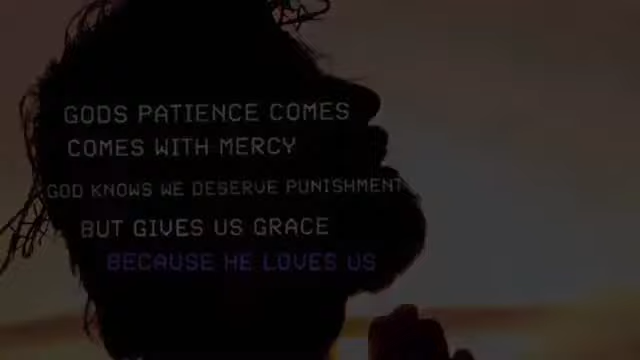 GODS PATIENCE COMES
COMES WITH MERCY
GOD KNOWS WE DESERVE PUNISHMENT
BUT GIVES US GRACE
BECAUSE HE LOVES US